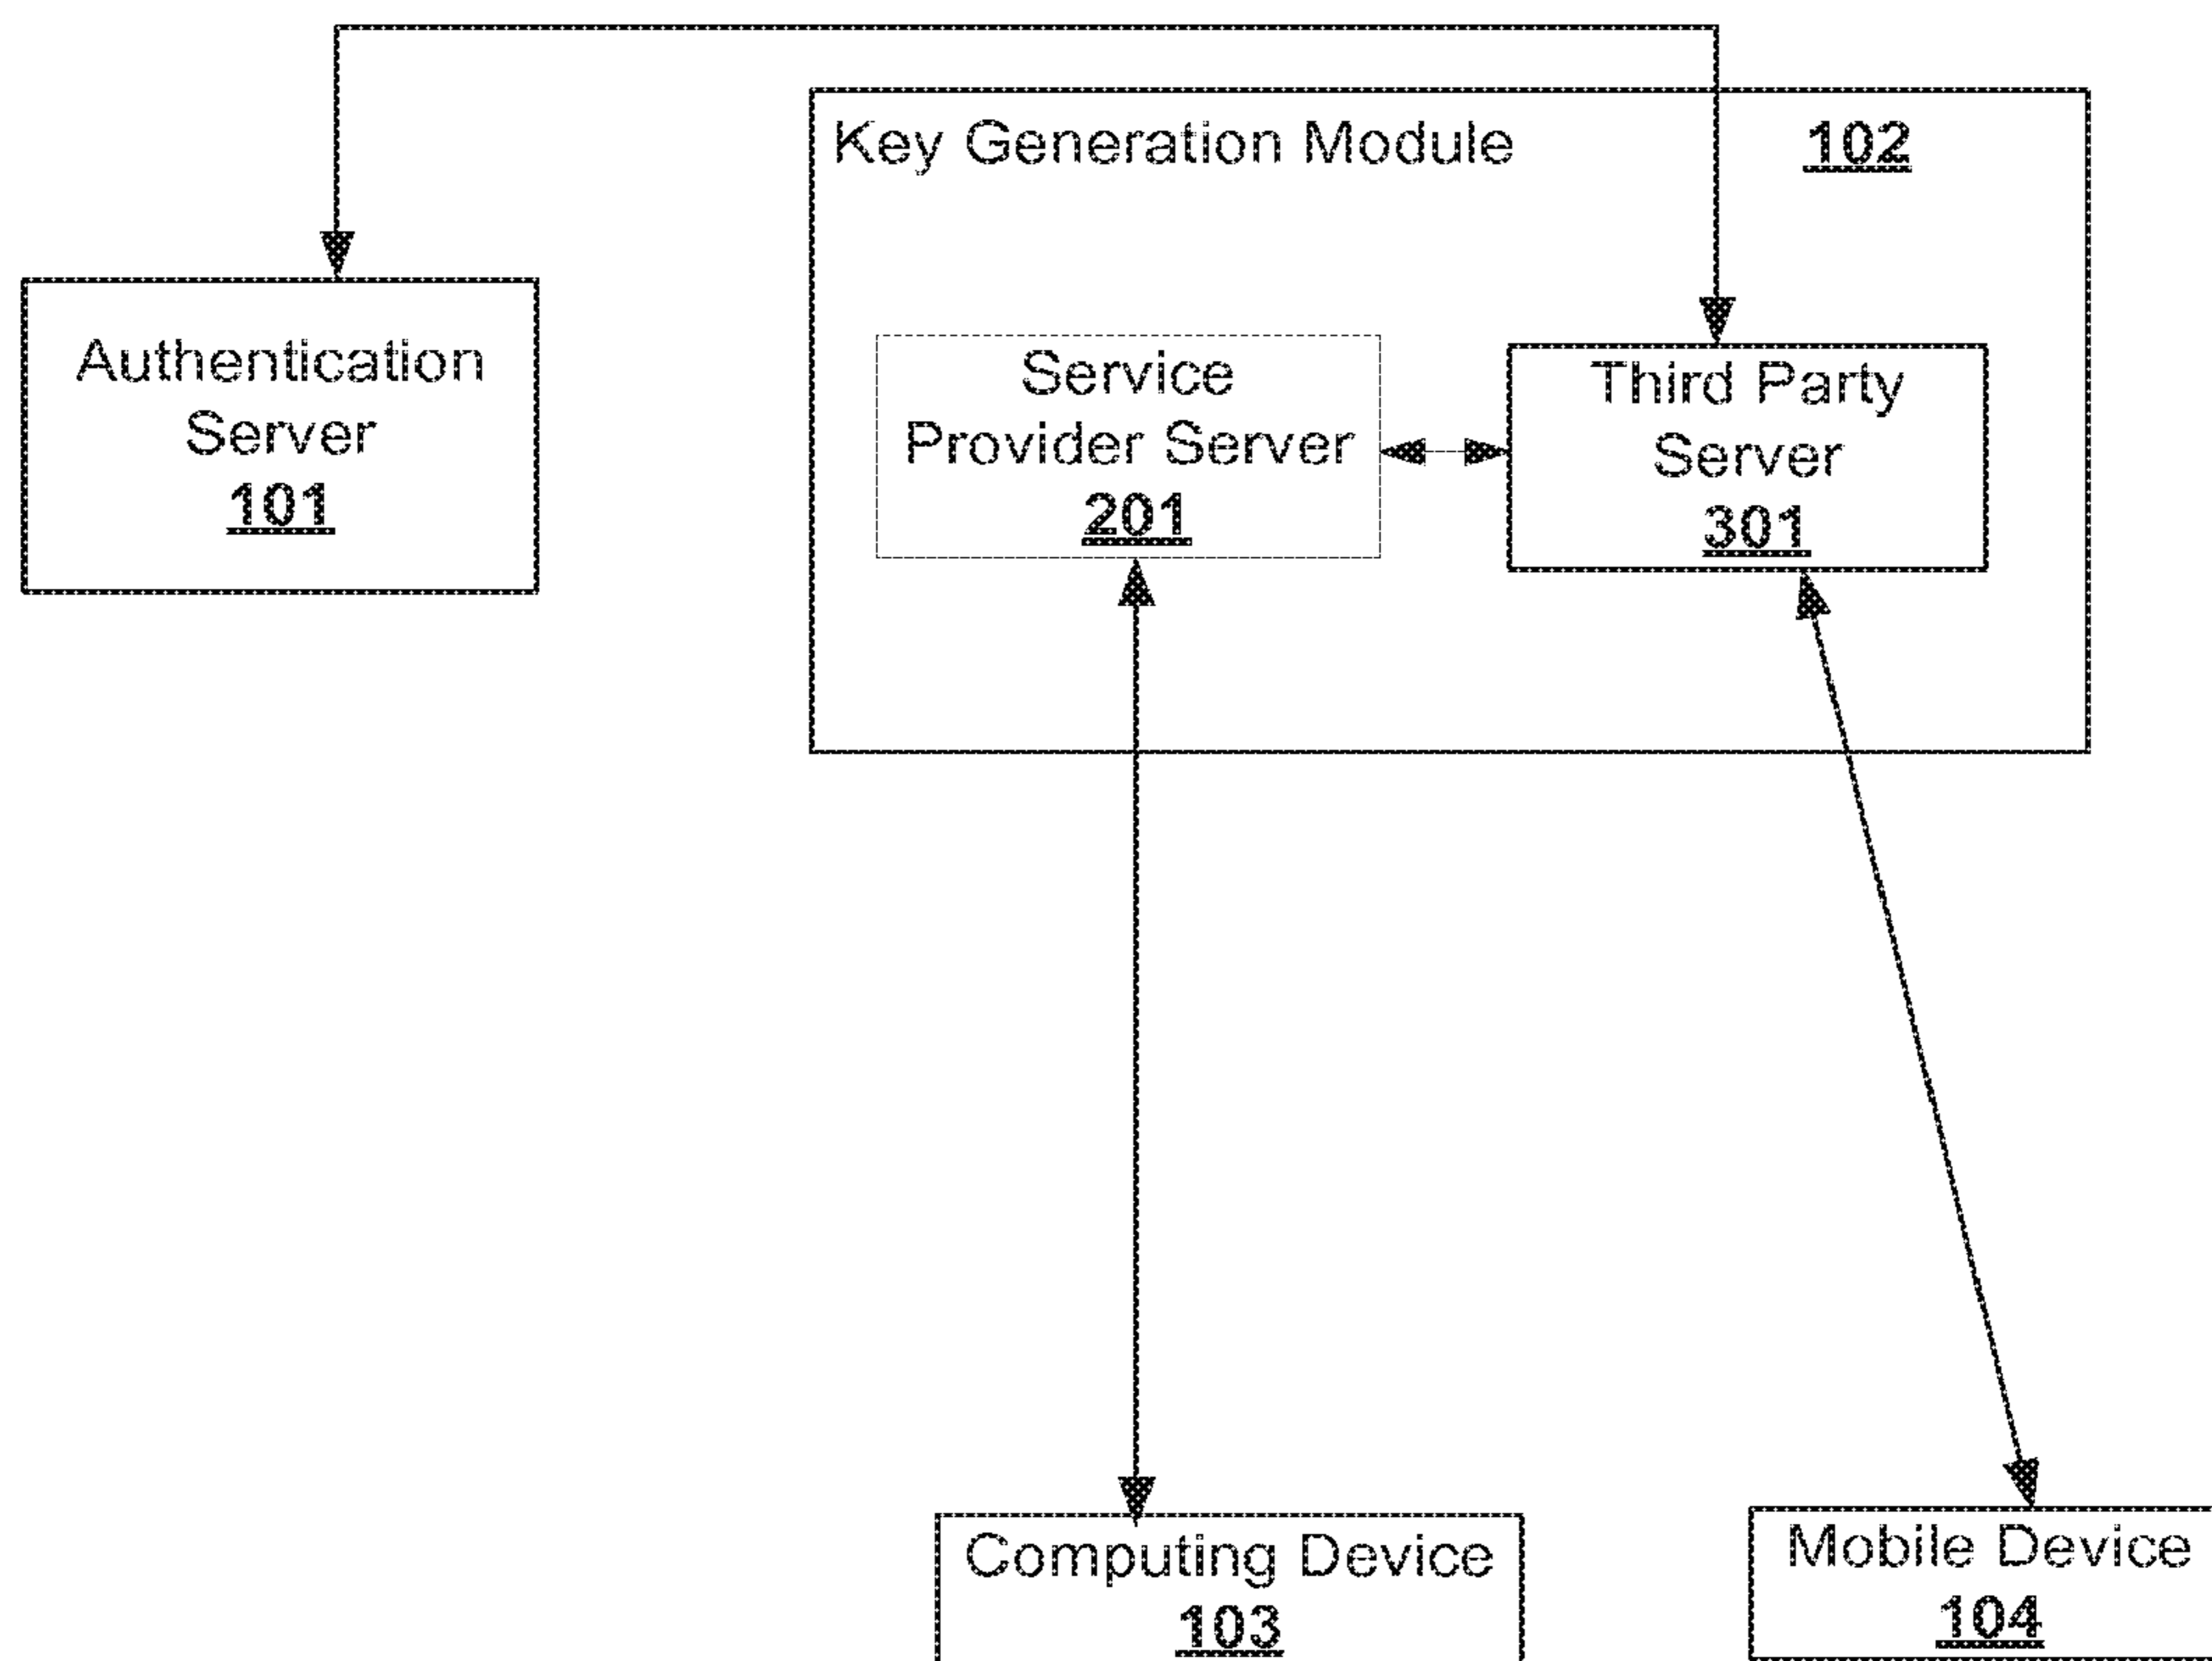 Key Generation Module 102
Authentication
Server
101
Service
Provider Server
201
Third Party
Server
301
Computing Device
103
Mobile Device
104